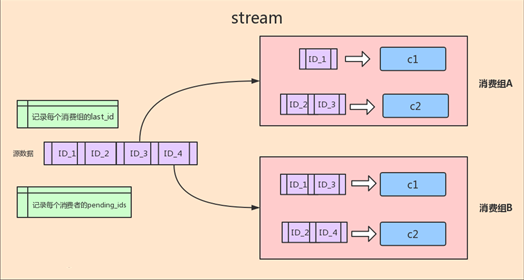 stream
ID_1
c1
消费组A
ID_2 ID_3
c2
记录每个消费组的last_id
源数据
ID_1 ID_2 ID_3 ID_4
记录每个消费者的pending_ids
ID_1 ID_3
c1
消费组B
ID_2 ID_4
c2